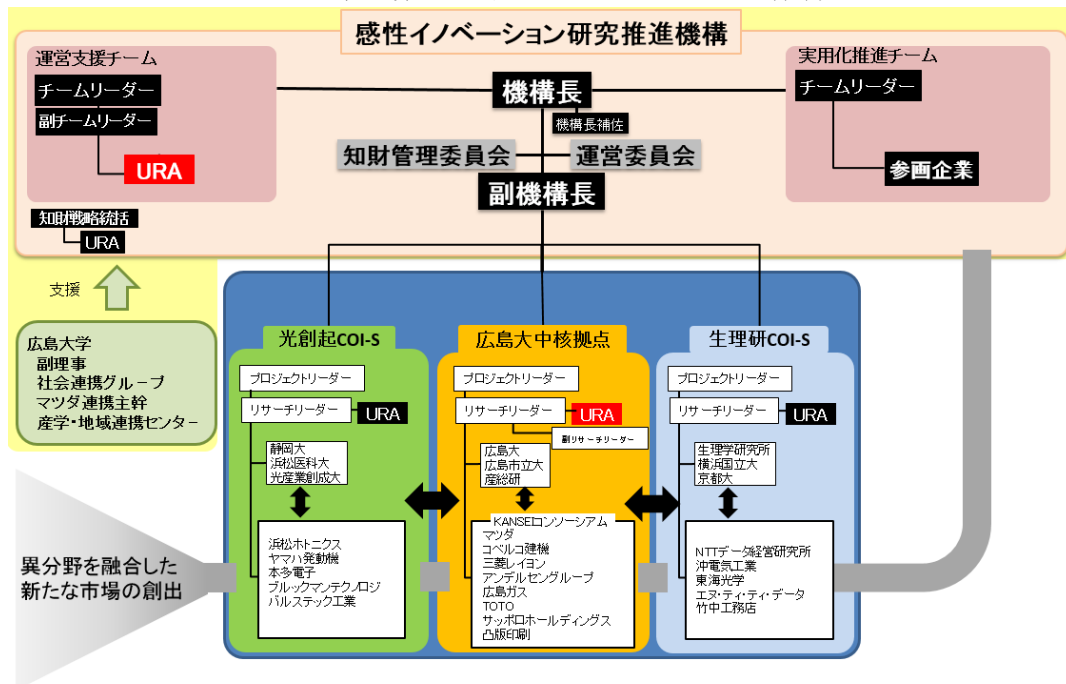 感性イノベーション研究推進機構
運営支援チーム
チームリーダー
副チームリーダー
URA
知財戦略統括
URA
機構長
機構長補佐
知財管理委員会
運営委員会
副機構長
実用化推進チーム
チームリーダー
参画企業
支援
広島大学
副理事
社会連携グループ
マツダ連携主幹
産学・地域連携センター
光創起COI-S
プロジェクトリーダー
リサーチリーダー
URA
静岡大
浜松医科大
光産業創成大
浜松ホトニクス
ヤマハ発動機
本多電子
ブルックマンテクノロジ
パルステック工業
広島大中核拠点
プロジェクトリーダー
リサーチリーダー
URA
副リサーチリーダー
広島大
広島市立大
産総研
KANSEIコンソーシアム
マツダ
コベルコ建機
三菱レイヨン
アンデルセングループ
広島ガス
TOTO
サッポロホールディングス
凸版印刷
生理研COI-S
プロジェクトリーダー
リサーチリーダー
URA
生理学研究所
横浜国立大
京都大
NTTデータ経営研究所
沖電気工業
東海光学
エヌ・ティ・ティ・データ
竹中工務店
異分野を融合した
新たな市場の創出